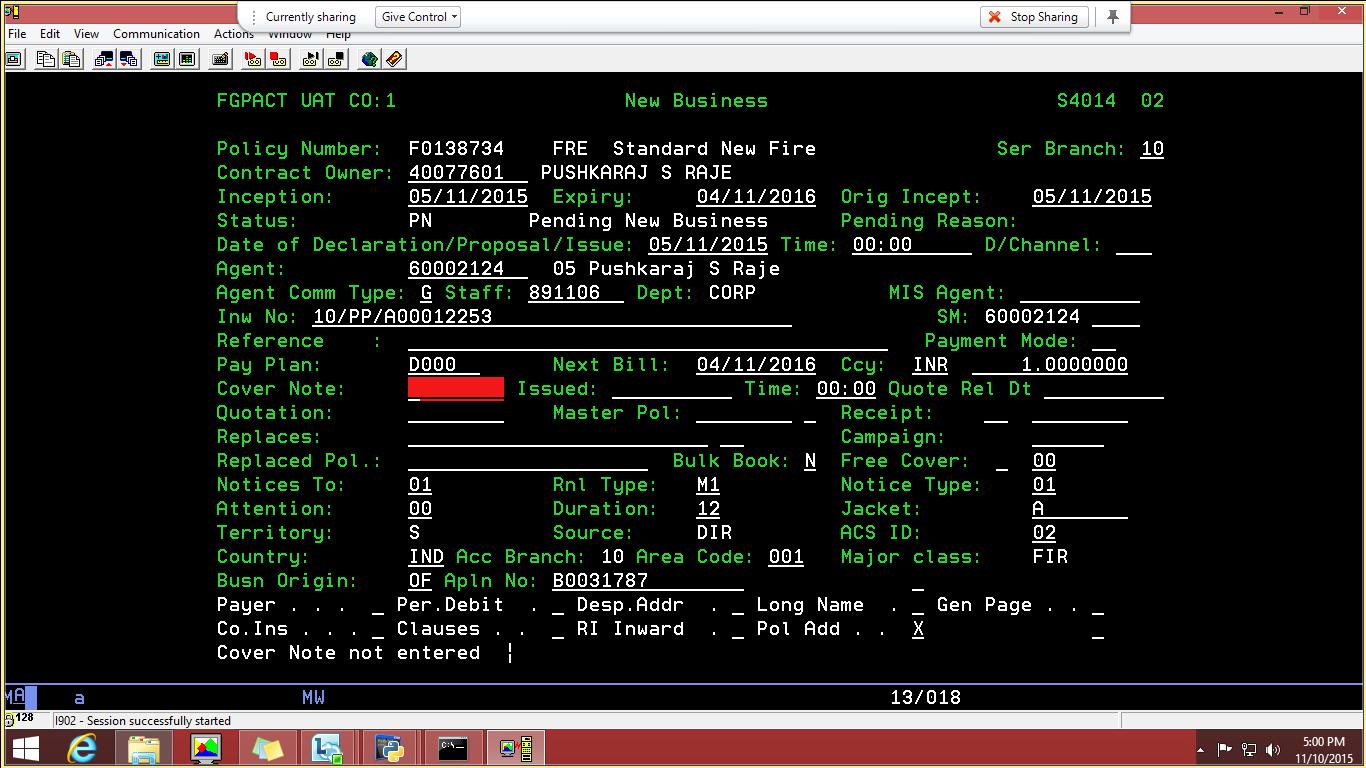 Currently sharing Give Control Stop Sharing
File Edit View Communication Actions Window Help
FGPACT UAT CO:1 New Business S4014 02
Policy Number: F0138734 FRE Standard New Fire Ser Branch: 10
Contract Owner: 40077601 PUSHKARAJ S RAJE
Inception: 05/11/2015 Expiry: 04/11/2016 Orig Incept: 05/11/2015
Status: PN Pending New Business Pending Reason:
Date of Declaration/Proposal/Issue: 05/11/2015 Time: 00:00 D/Channel:
Agent: 60002124 05 Pushkaraj S Raje
Agent Comm Type: G Staff: 891106 Dept: CORP MIS Agent:
Inw No: 10/PP/A00012253 SM: 60002124
Reference : Payment Mode:
Pay Plan: D000 Next Bill: 04/11/2016 Ccy: INR 1.0000000
Cover Note: Issued: Time: 00:00 Quote Rel Dt
Quotation: Master Pol: Receipt:
Replaces: Campaign:
Replaced Pol.: Bulk Book: N Free Cover: 00
Notices To: 01 Rnl Type: M1 Notice Type: 01
Attention: 00 Duration: 12 Jacket: A
Territory: S Source: DIR ACS ID: 02
Country: IND Acc Branch: 10 Area Code: 001 Major class: FIR
Busn Origin: OF Apln No: B0031787
Payer . . . Per.Debit . Desp.Addr . Long Name . Gen Page . .
Co.Ins . . . Clauses . . RI Inward . Pol Add . . X
Cover Note not entered
MA a MW 13/018
128 I902 - Session successfully started
5:00 PM
11/10/2015